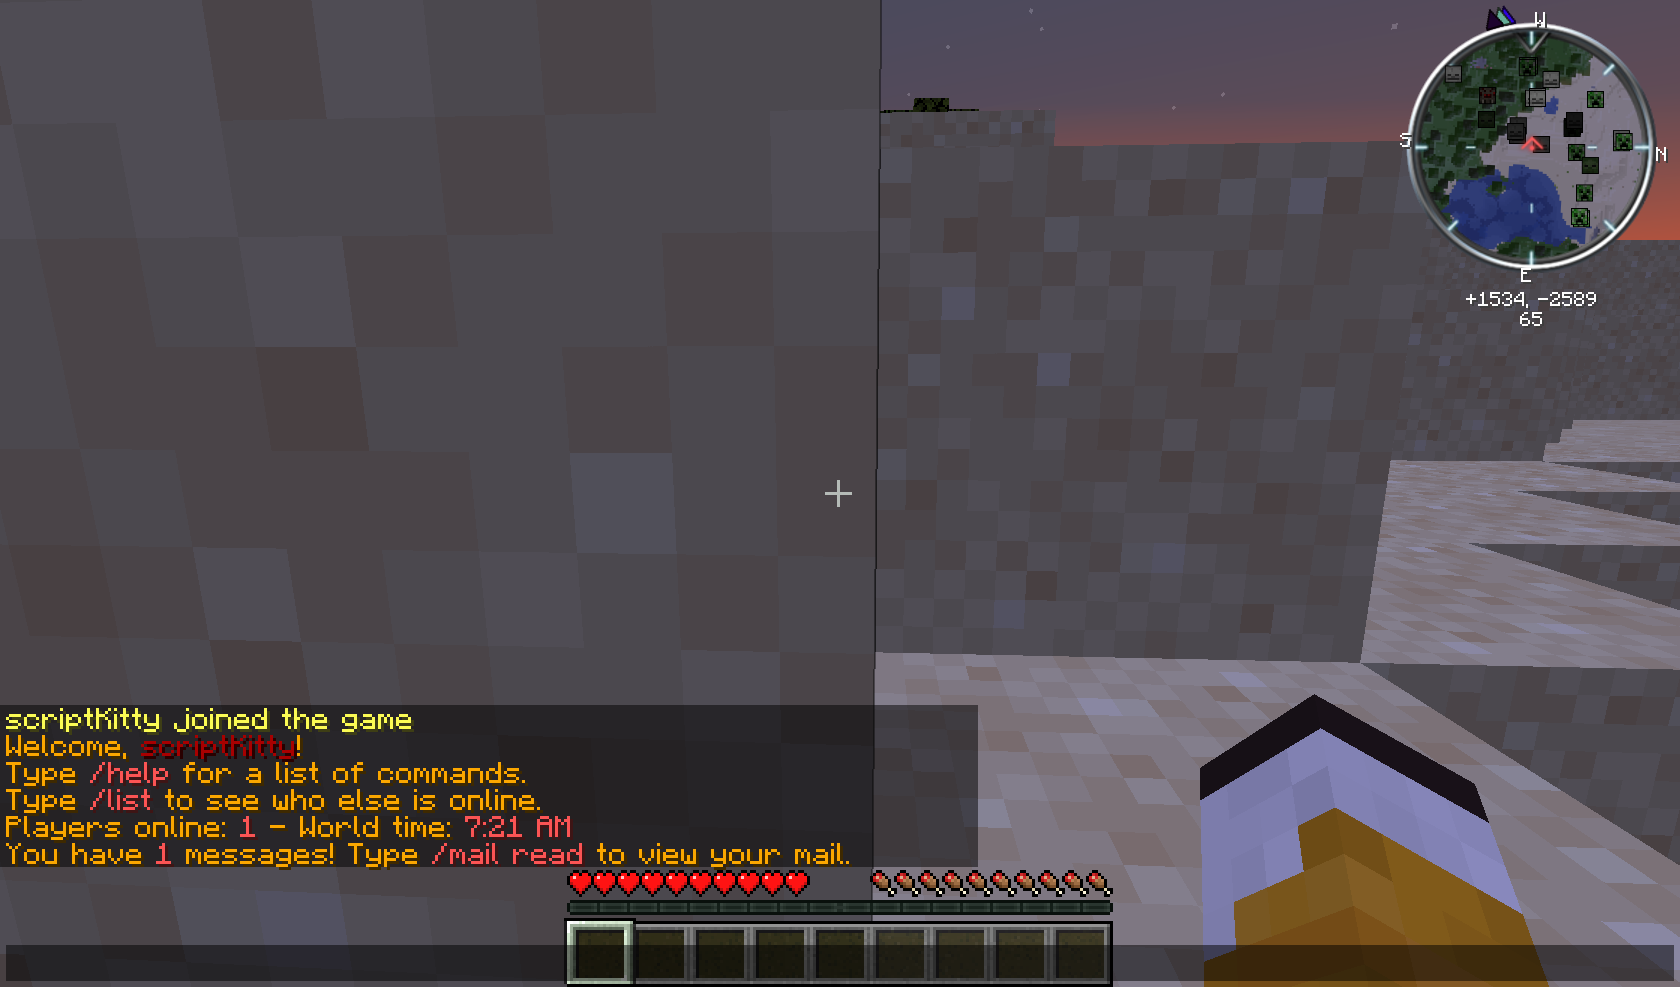 W
S
N
E
+1534, -2589
65
scriptKitty joined the game
Welcome, scriptKitty!
Type /help for a list of commands.
Type /list to see who else is online.
Players online: 1 - World time: 7:21 AM
You have 1 messages! Type /mail read to view your mail.